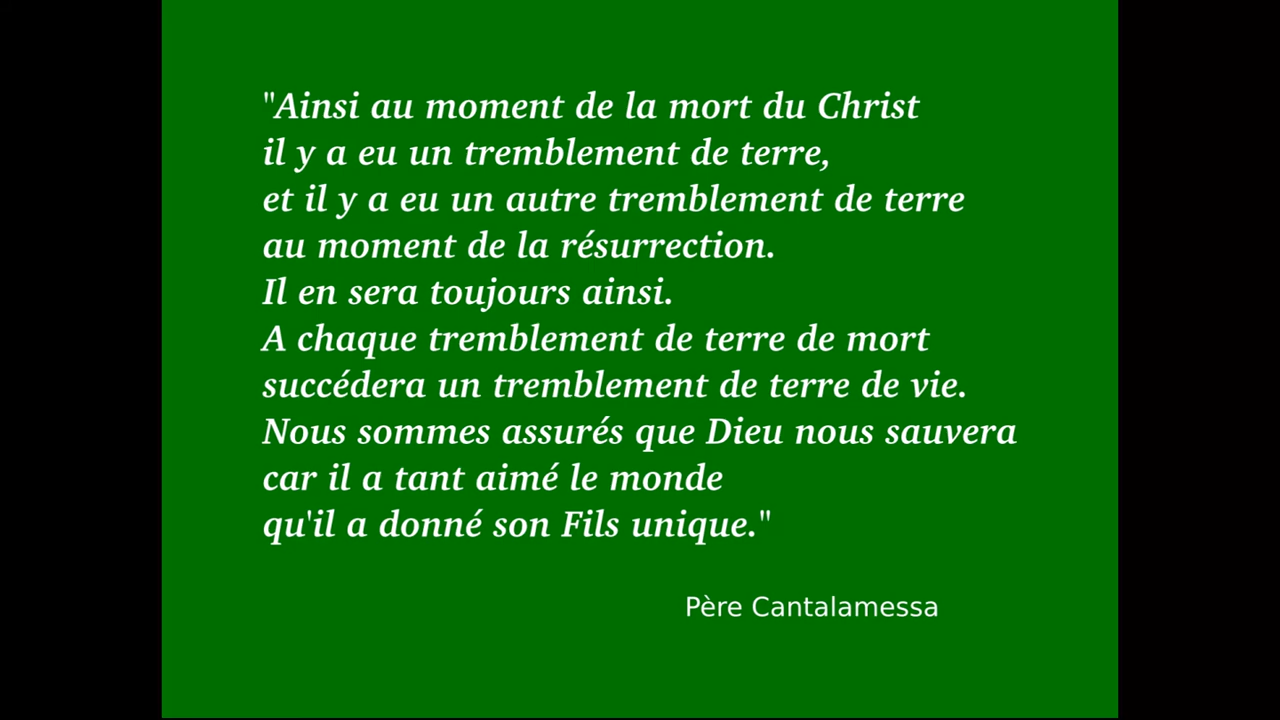 "Ainsi au moment de la mort du Christ
il y a eu un tremblement de terre,
et il y a eu un autre tremblement de terre
au moment de la résurrection.
Il en sera toujours ainsi.
A chaque tremblement de terre de mort
succédera un tremblement de terre de vie.
Nous sommes assurés que Dieu nous sauvera
car il a tant aimé le monde
qu'il a donné son Fils unique."
Père Cantalamessa